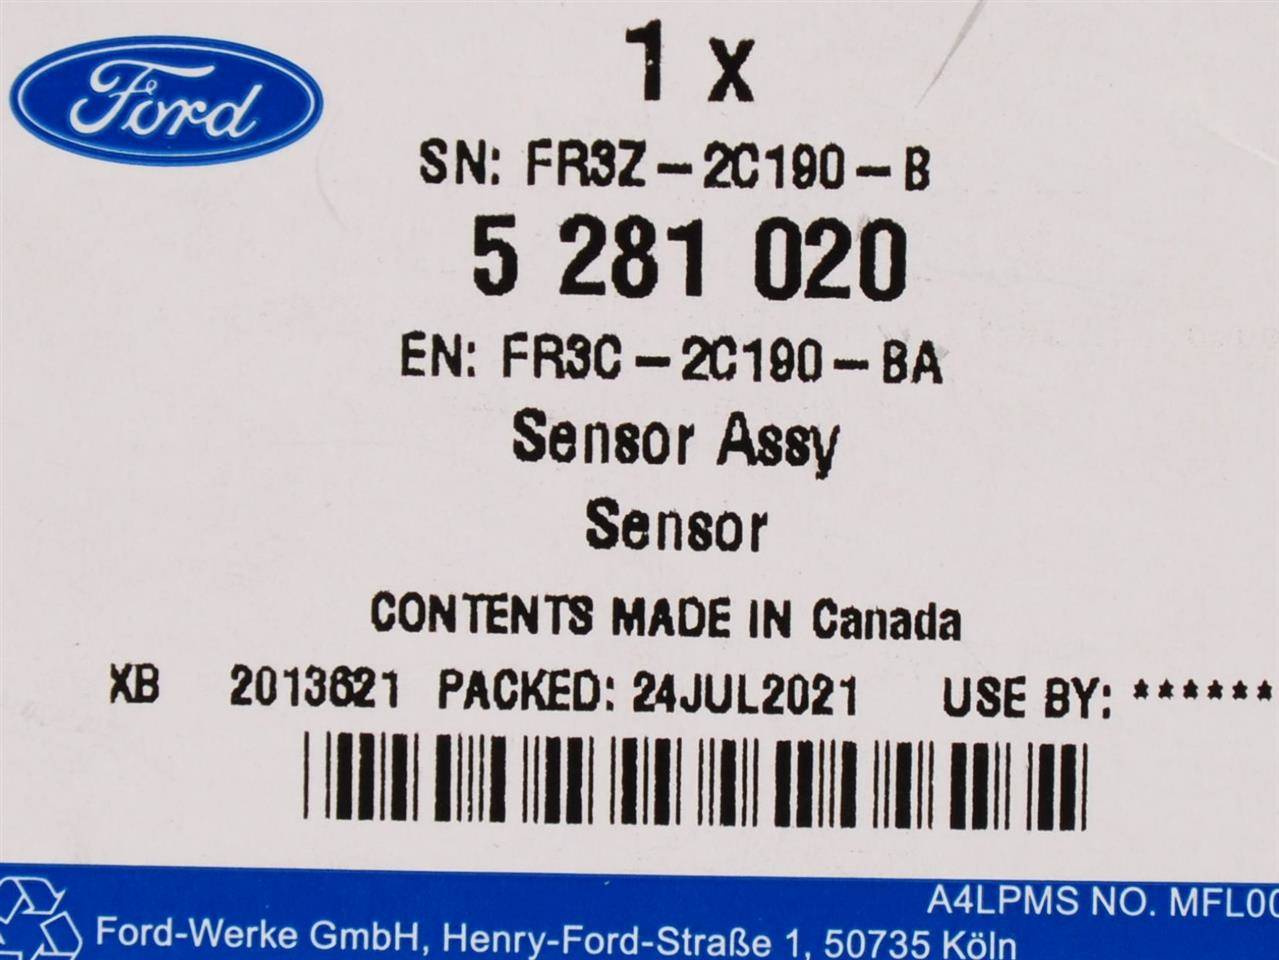 Ford
1 x
SN: FR3Z-2C190-B
5 281 020
EN: FR3C-2C190-BA
Sensor Assy
Sensor
CONTENTS MADE IN Canada
XB 2013621 PACKED: 24JUL2021 USE BY: ******
A4LPMS NO. MFL00
Ford-Werke GmbH, Henry-Ford-Straße 1, 50735 Köln